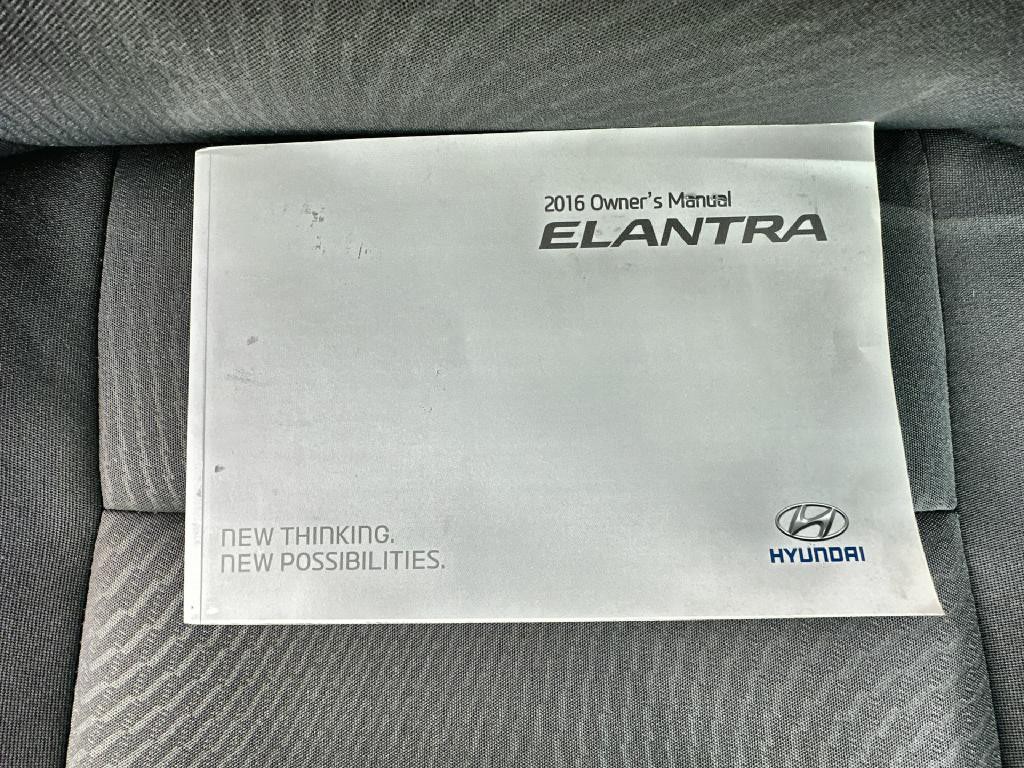 2016 Owner's Manual
ELANTRA
NEW THINKING.
NEW POSSIBILITIES.
HYUNDAI